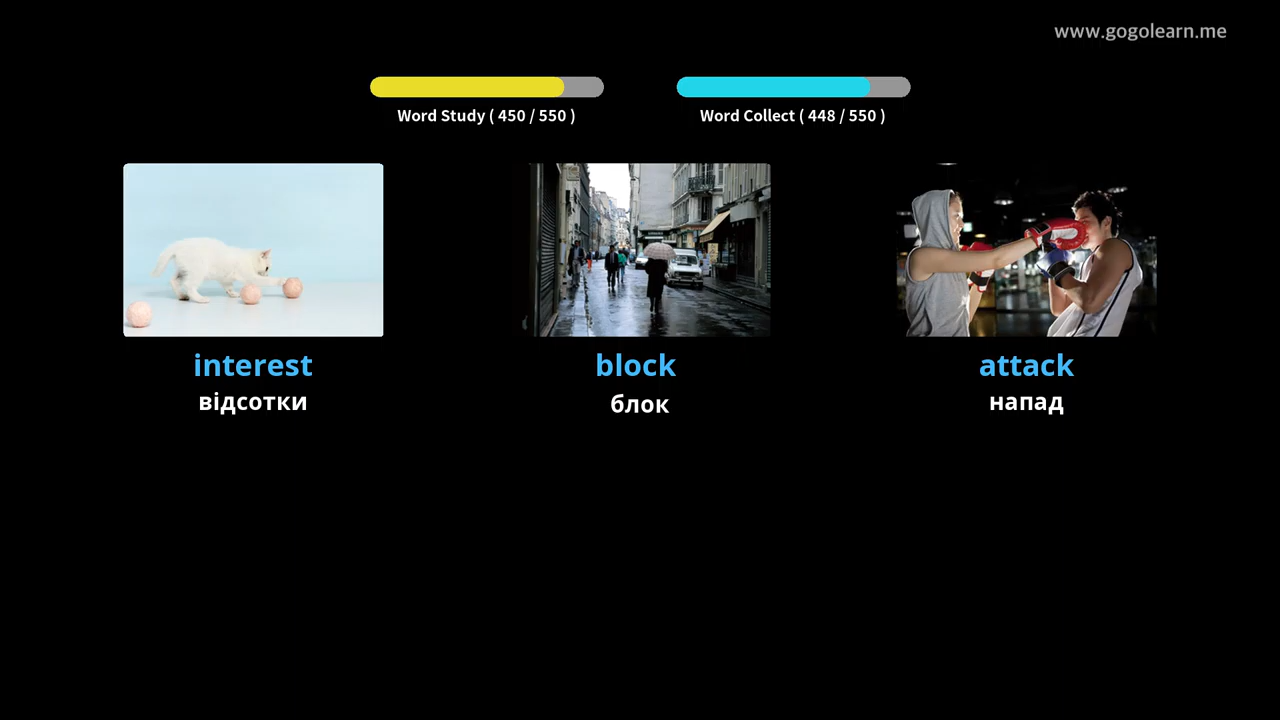 www.gogolearn.me
Word Study ( 450 / 550 )
Word Collect ( 448 / 550 )
interest
block
attack
відсотки
блок
напад